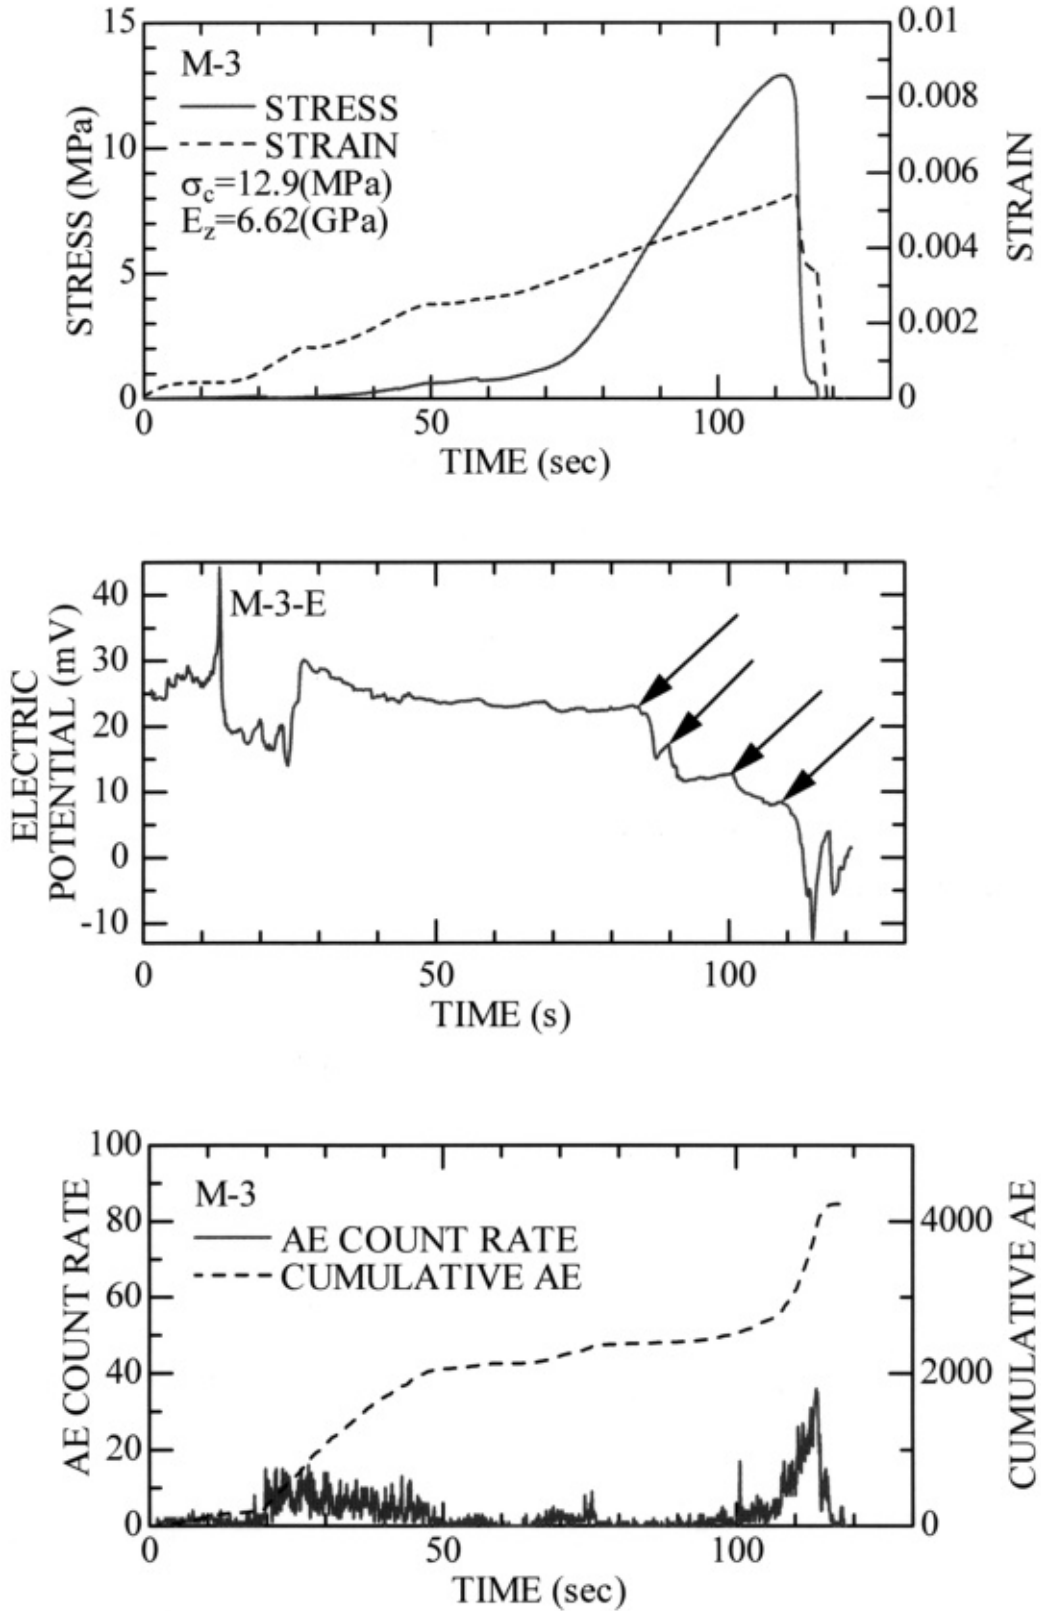 15
10
5
0
STRESS (MPa)
M-3
STRESS
STRAIN
σc=12.9(MPa)
Ez=6.62(GPa)
0.01
0.008
0.006
0.004
0.002
0
STRAIN
0 50 100
TIME (sec)
40
30
20
10
0
-10
ELECTRIC
POTENTIAL (mV)
M-3-E
0 50 100
TIME (s)
100
80
60
40
20
0
AE COUNT RATE
M-3
AE COUNT RATE
CUMULATIVE AE
4000
2000
0
CUMULATIVE AE
0 50 100
TIME (sec)